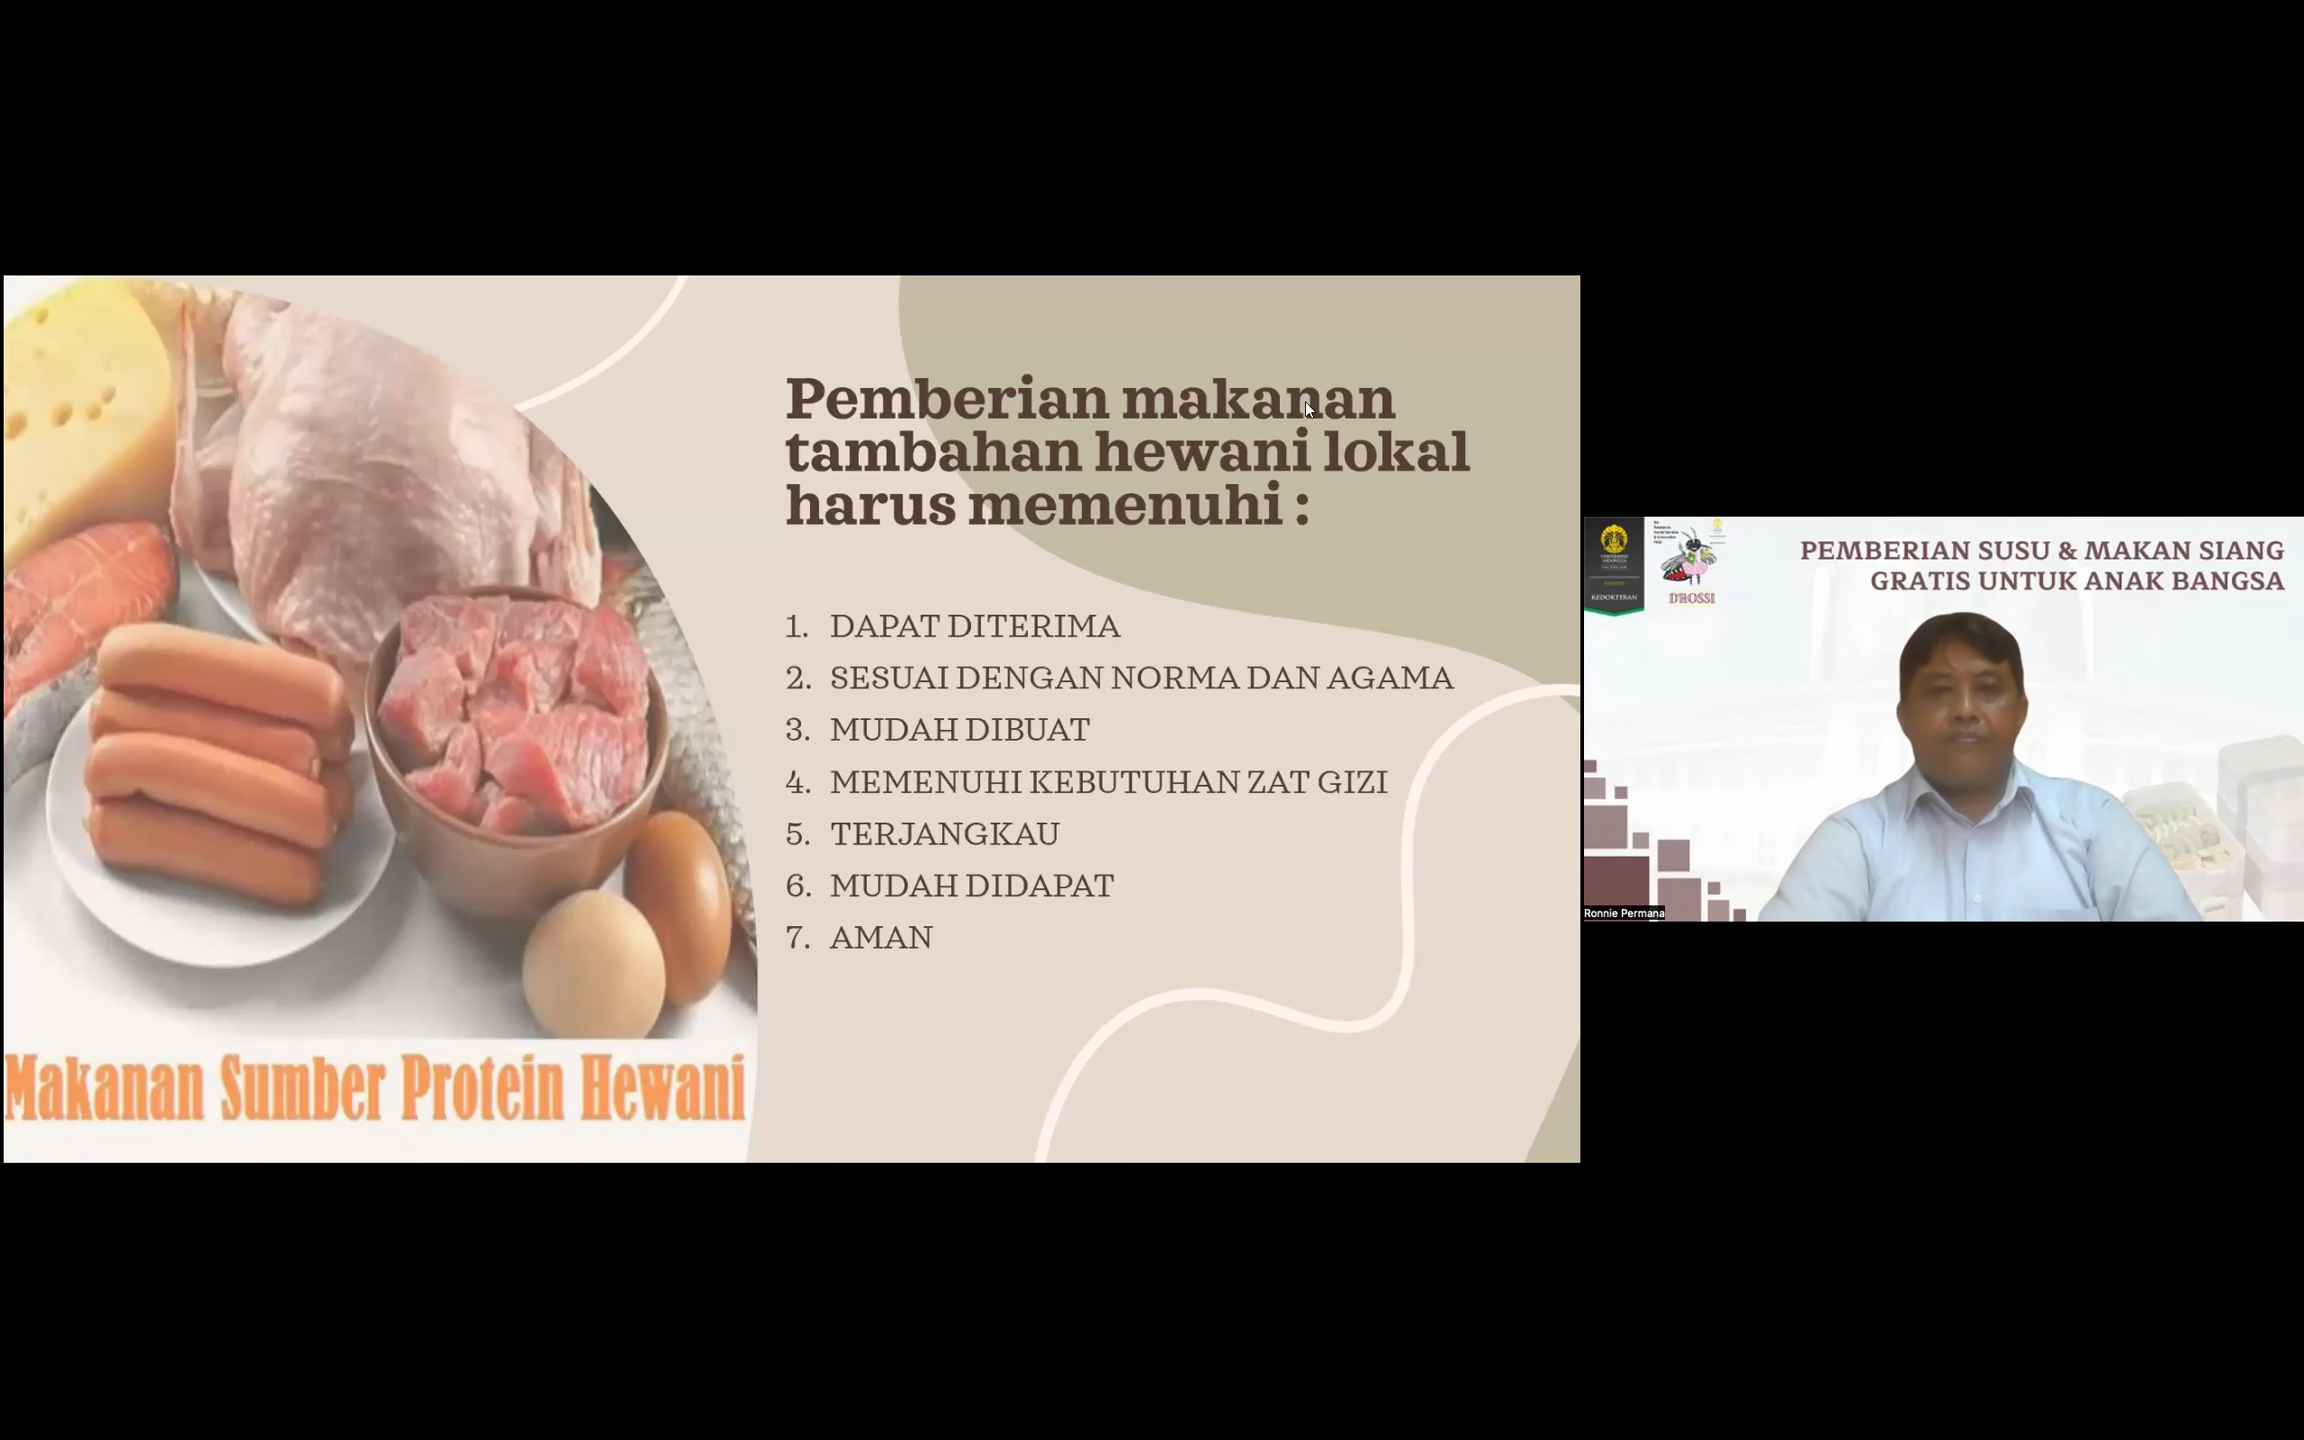 Pemberian makanan
tambahan hewani lokal
harus memenuhi :
1. DAPAT DITERIMA
2. SESUAI DENGAN NORMA DAN AGAMA
3. MUDAH DIBUAT
4. MEMENUHI KEBUTUHAN ZAT GIZI
5. TERJANGKAU
6. MUDAH DIDAPAT
7. AMAN
Makanan Sumber Protein Hewani
UNIVERSITAS
INDONESIA
KEDOKTERAN
D'ROSSI
PEMBERIAN SUSU & MAKAN SIANG
GRATIS UNTUK ANAK BANGSA
Ronnie Permana